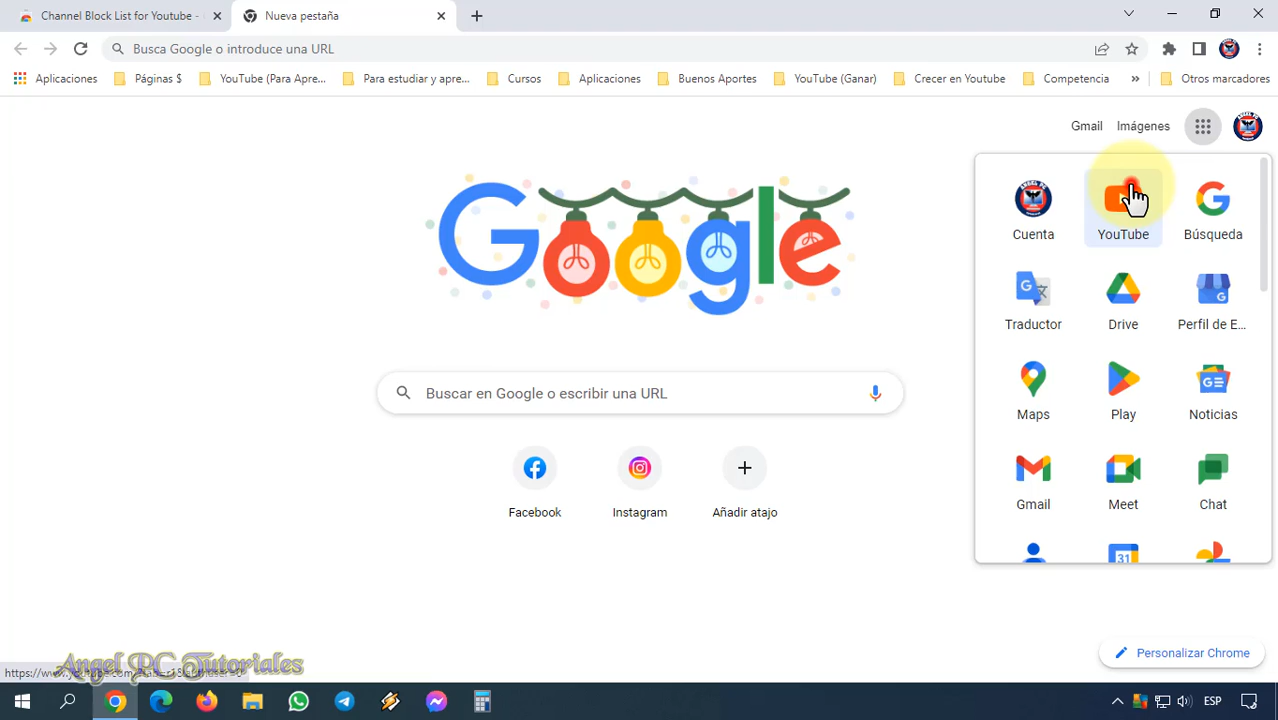 Channel Block List for Youtube -
Nueva pestaña
Busca Google o introduce una URL
Aplicaciones
Páginas $
YouTube (Para Apre...
Para estudiar y apre...
Cursos
Aplicaciones
Buenos Aportes
YouTube (Ganar)
Crecer en Youtube
Competencia
»
Otros marcadores
Gmail
Imágenes
Google
Cuenta
YouTube
Búsqueda
Traductor
Drive
Perfil de E...
Maps
Play
Noticias
Gmail
Meet
Chat
31
Buscar en Google o escribir una URL
Facebook
Instagram
Añadir atajo
Angel PC Tutoriales
Personalizar Chrome
ESP